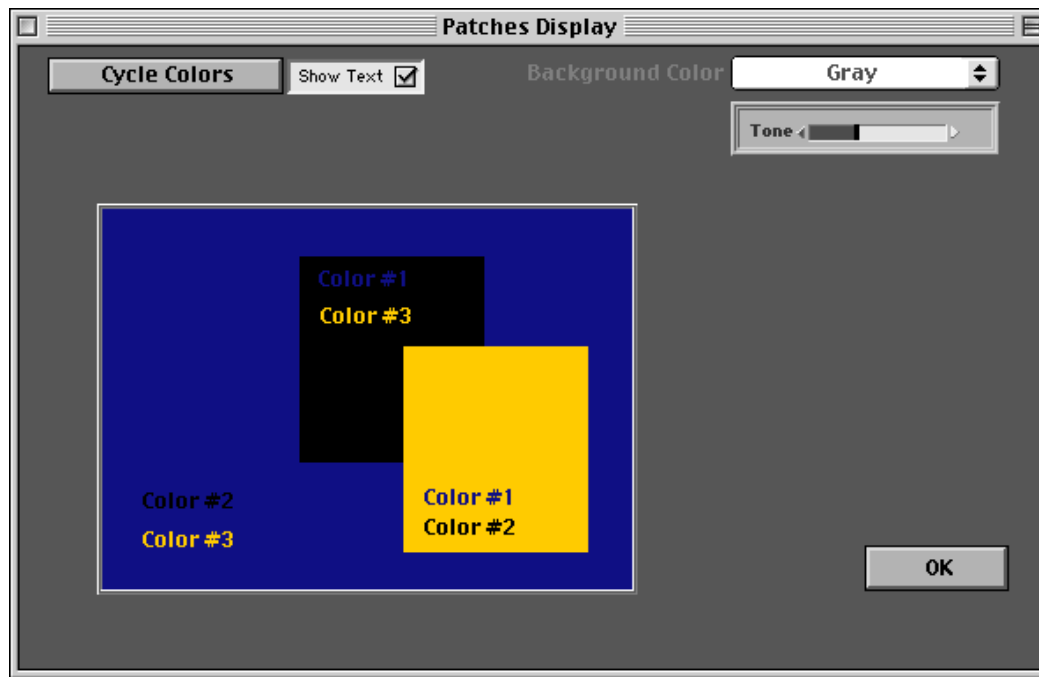 Patches Display
Cycle Colors
Show Text
Background Color
Gray
Tone
Color #1
Color #3
Color #2
Color #3
Color #1
Color #2
OK